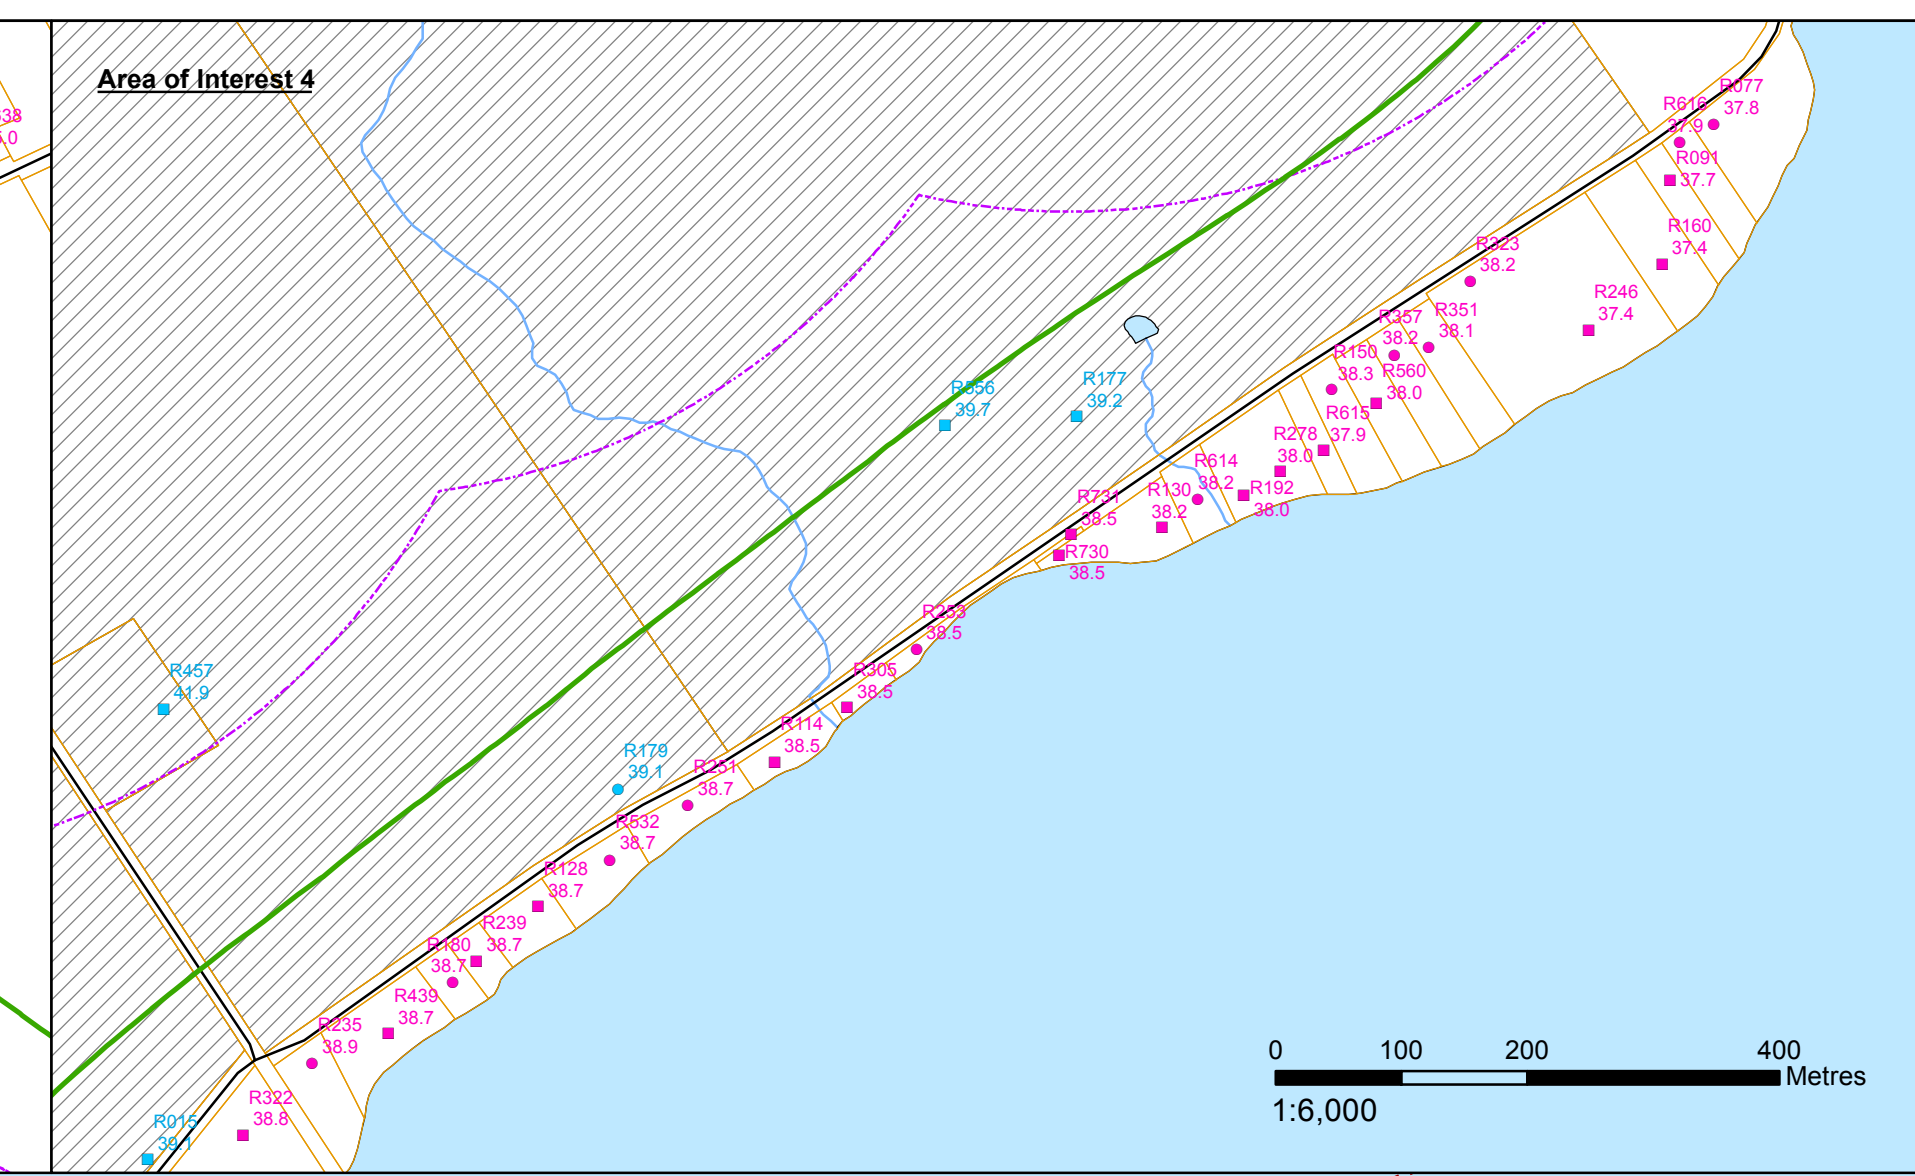 Area of Interest 4
R077
37.8
R616
37.9
R091
37.7
R160
37.4
R323
38.2
R246
37.4
R351
38.1
R357
38.2
R150
38.3
R560
38.0
R556
39.7
R177
39.2
R615
37.9
R278
38.0
R614
38.2
R192
38.0
R130
38.2
R731
38.5
R730
38.5
R253
38.5
R457
41.9
R305
38.5
R114
38.5
R179
39.1
R251
38.7
R532
38.7
R128
38.7
R239
38.7
R180
38.7
R439
38.7
R235
38.9
R322
38.8
R015
39.1
0 100 200 400
Metres
1:6,000